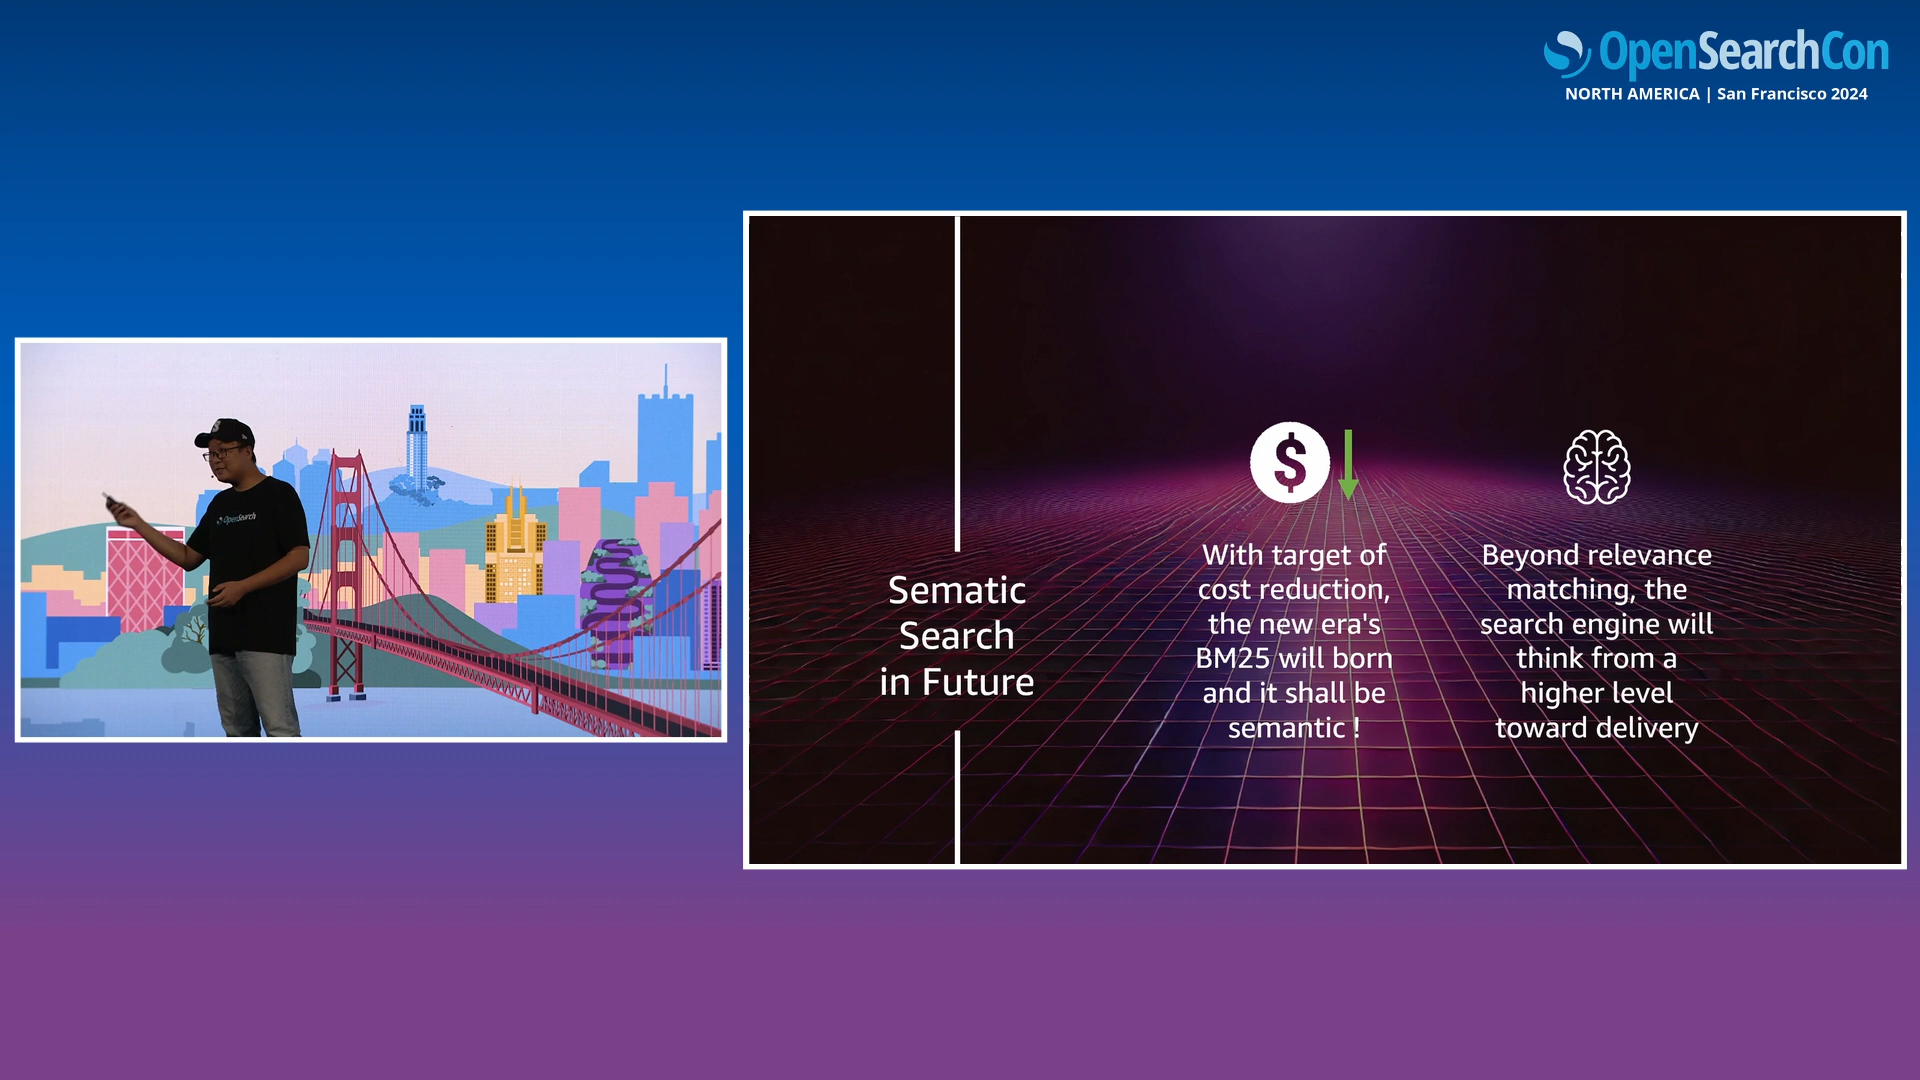 OpenSearchCon
NORTH AMERICA | San Francisco 2024
OpenSearch
Sematic
Search
in Future
$
With target of
cost reduction,
the new era's
BM25 will born
and it shall be
semantic !
Beyond relevance
matching, the
search engine will
think from a
higher level
toward delivery